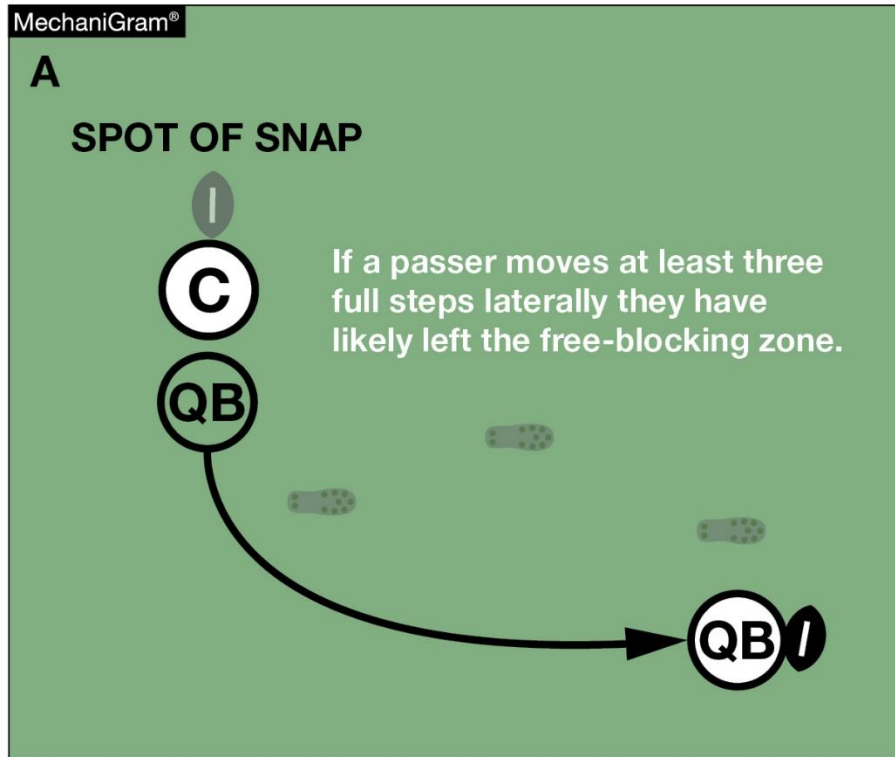 MechaniGram®
A
SPOT OF SNAP
C
If a passer moves at least three
full steps laterally they have
likely left the free-blocking zone.
QB
QB